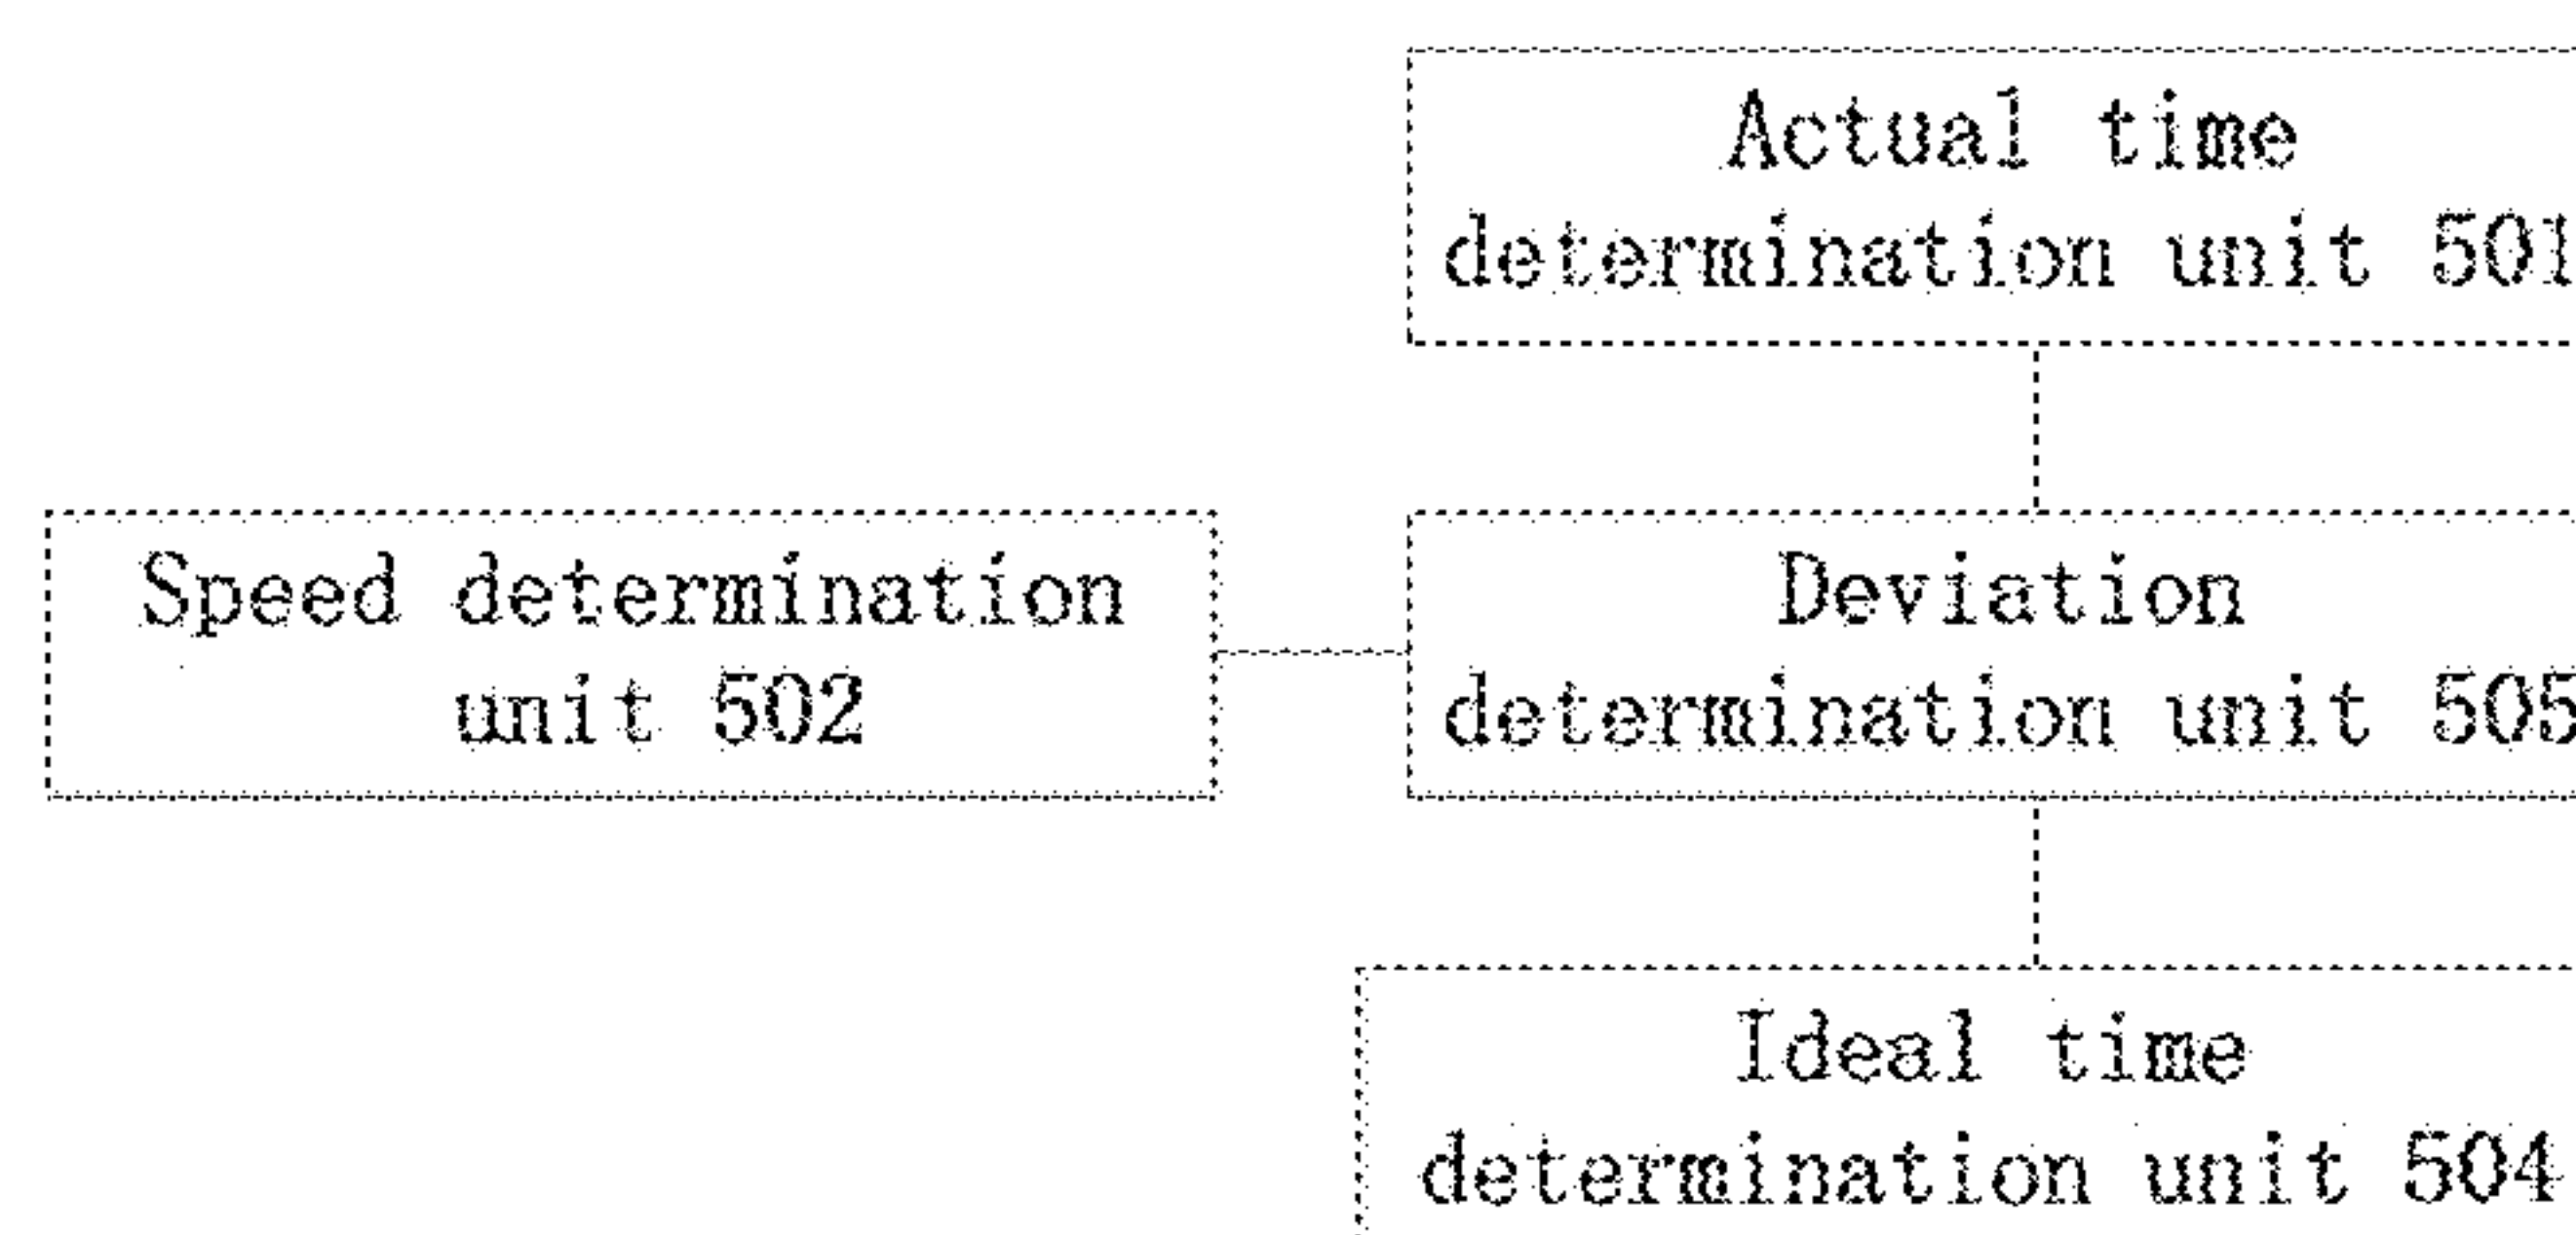 Actual time
determination unit 501
Speed determination
unit 502
Deviation
determination unit 505
Ideal time
determination unit 504